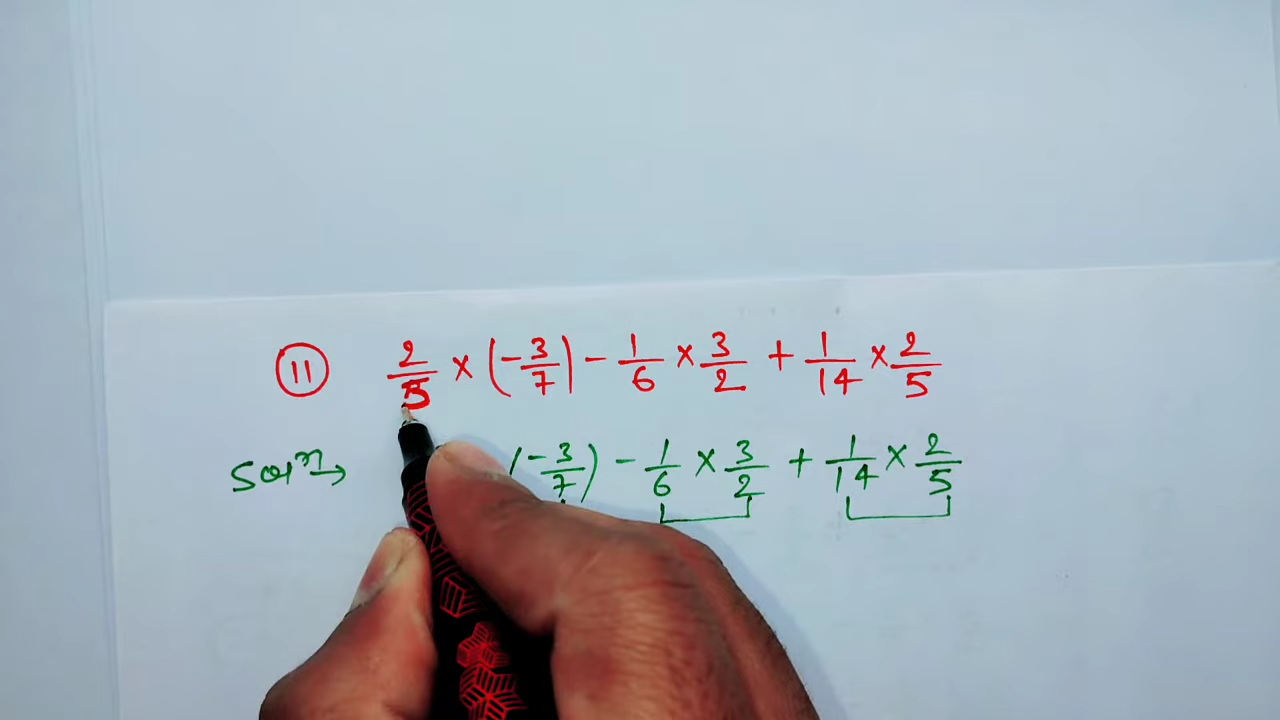 11 2/5 × (-3/7) - 1/6 × 3/2 + 1/14 × 2/5
Solⁿ → (-3/7) - 1/6 × 3/2 + 1/14 × 2/5